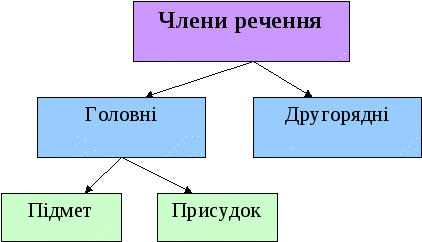 Члени речення
Головні
Другорядні
Підмет
Присудок